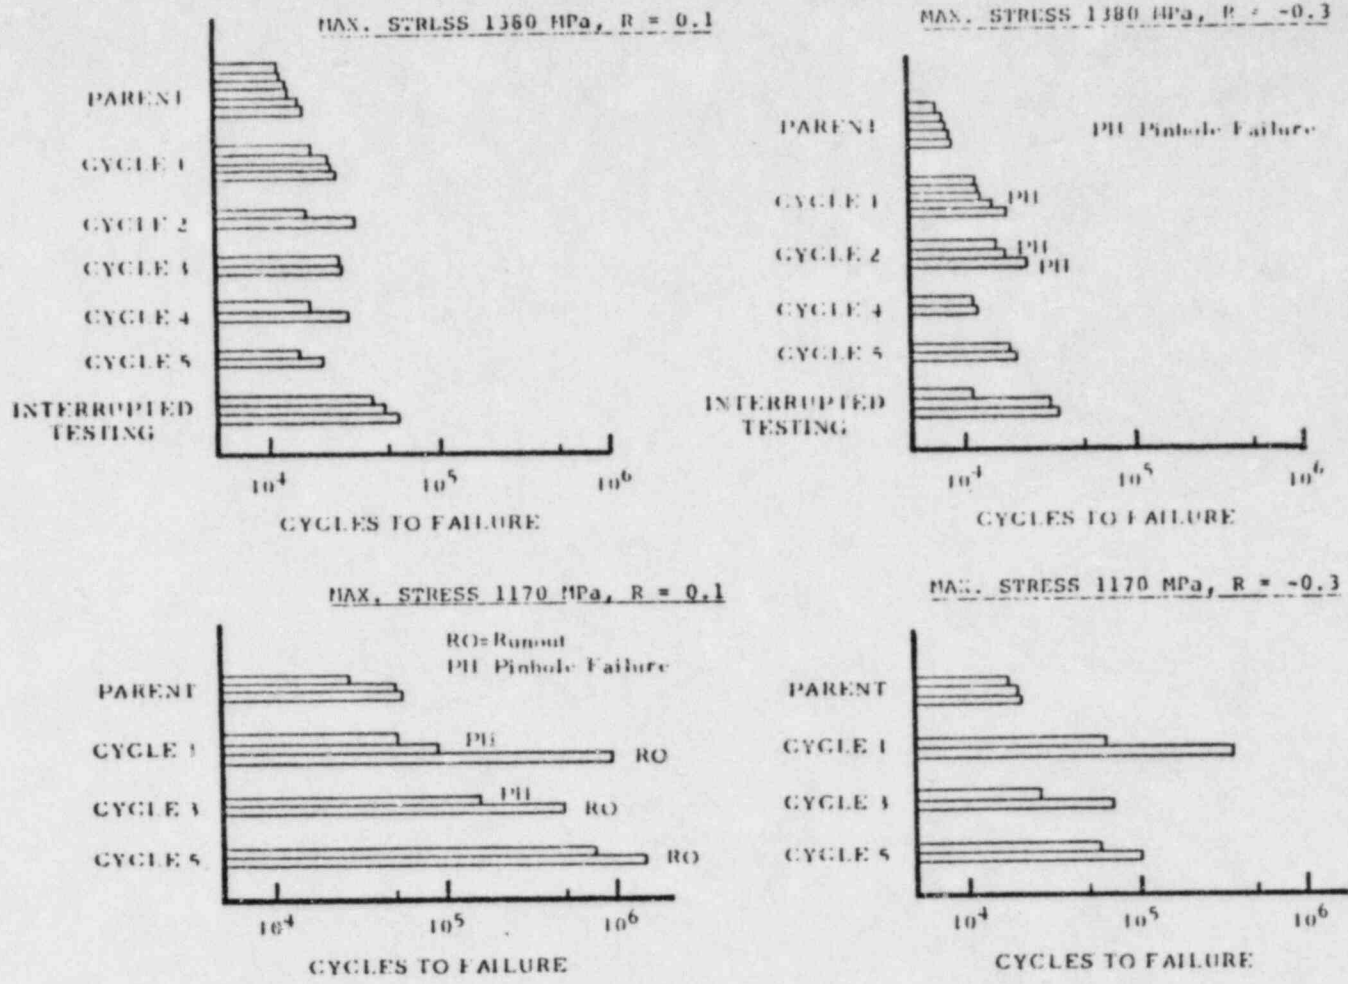 MAX. STRLSS 1380 MPa, R = 0.1
PARENT
CYCLE 1
CYCLE 2
CYCLE 3
CYCLE 4
CYCLE 5
INTERRUPTED
TESTING
10^4
10^5
10^6
CYCLES TO FAILURE
MAX. STRESS 1380 MPa, R = -0.3
PARENT
PH Pinhole Failure
CYCLE 1
PH
CYCLE 2
PH
PH
CYCLE 4
CYCLE 5
INTERRUPTED
TESTING
10^4
10^5
10^6
CYCLES TO FAILURE
MAX. STRESS 1170 MPa, R = 0.1
RO=Runout
PH Pinhole Failure
PARENT
CYCLE 1
PH
RO
CYCLE 3
PH
RO
CYCLE 5
RO
10^4
10^5
10^6
CYCLES TO FAILURE
MAX. STRESS 1170 MPa, R = -0.3
PARENT
CYCLE 1
CYCLE 3
CYCLE 5
10^4
10^5
10^6
CYCLES TO FAILURE